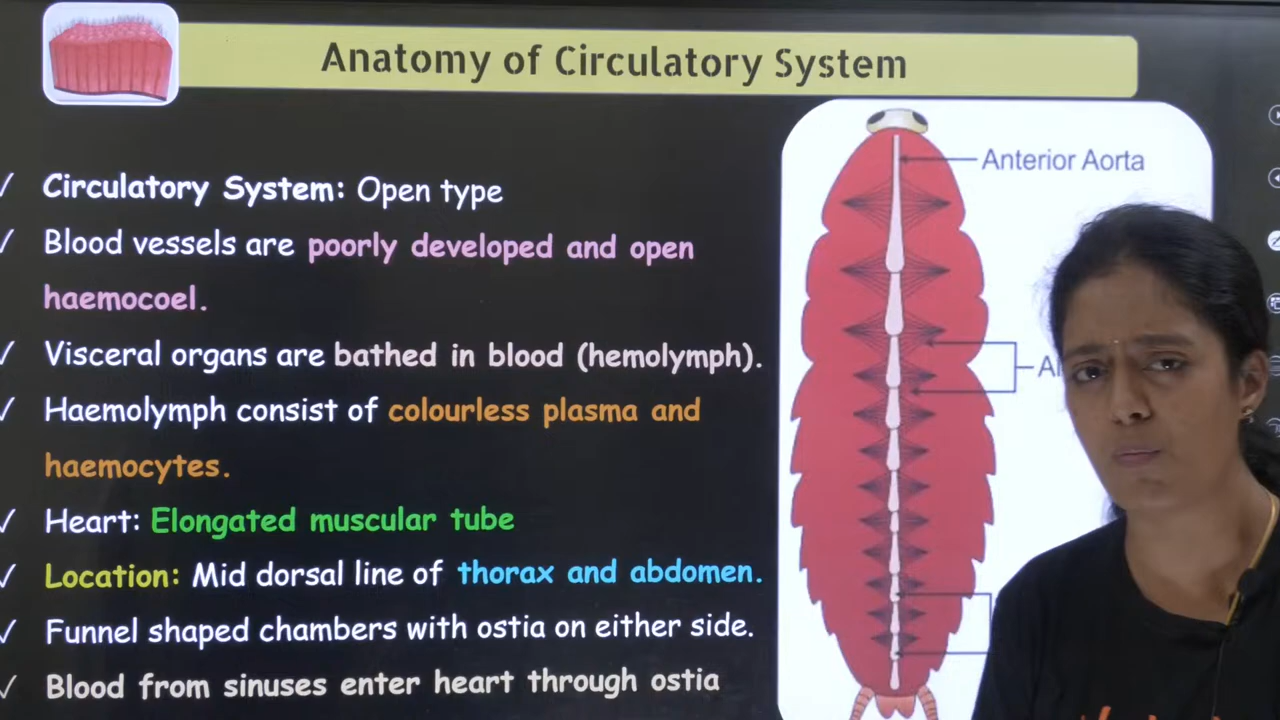 Anatomy of Circulatory System
Circulatory System: Open type
Blood vessels are poorly developed and open
haemocoel.
Visceral organs are bathed in blood (hemolymph).
Haemolymph consist of colourless plasma and
haemocytes.
Heart: Elongated muscular tube
Location: Mid dorsal line of thorax and abdomen.
Funnel shaped chambers with ostia on either side.
Blood from sinuses enter heart through ostia
Anterior Aorta